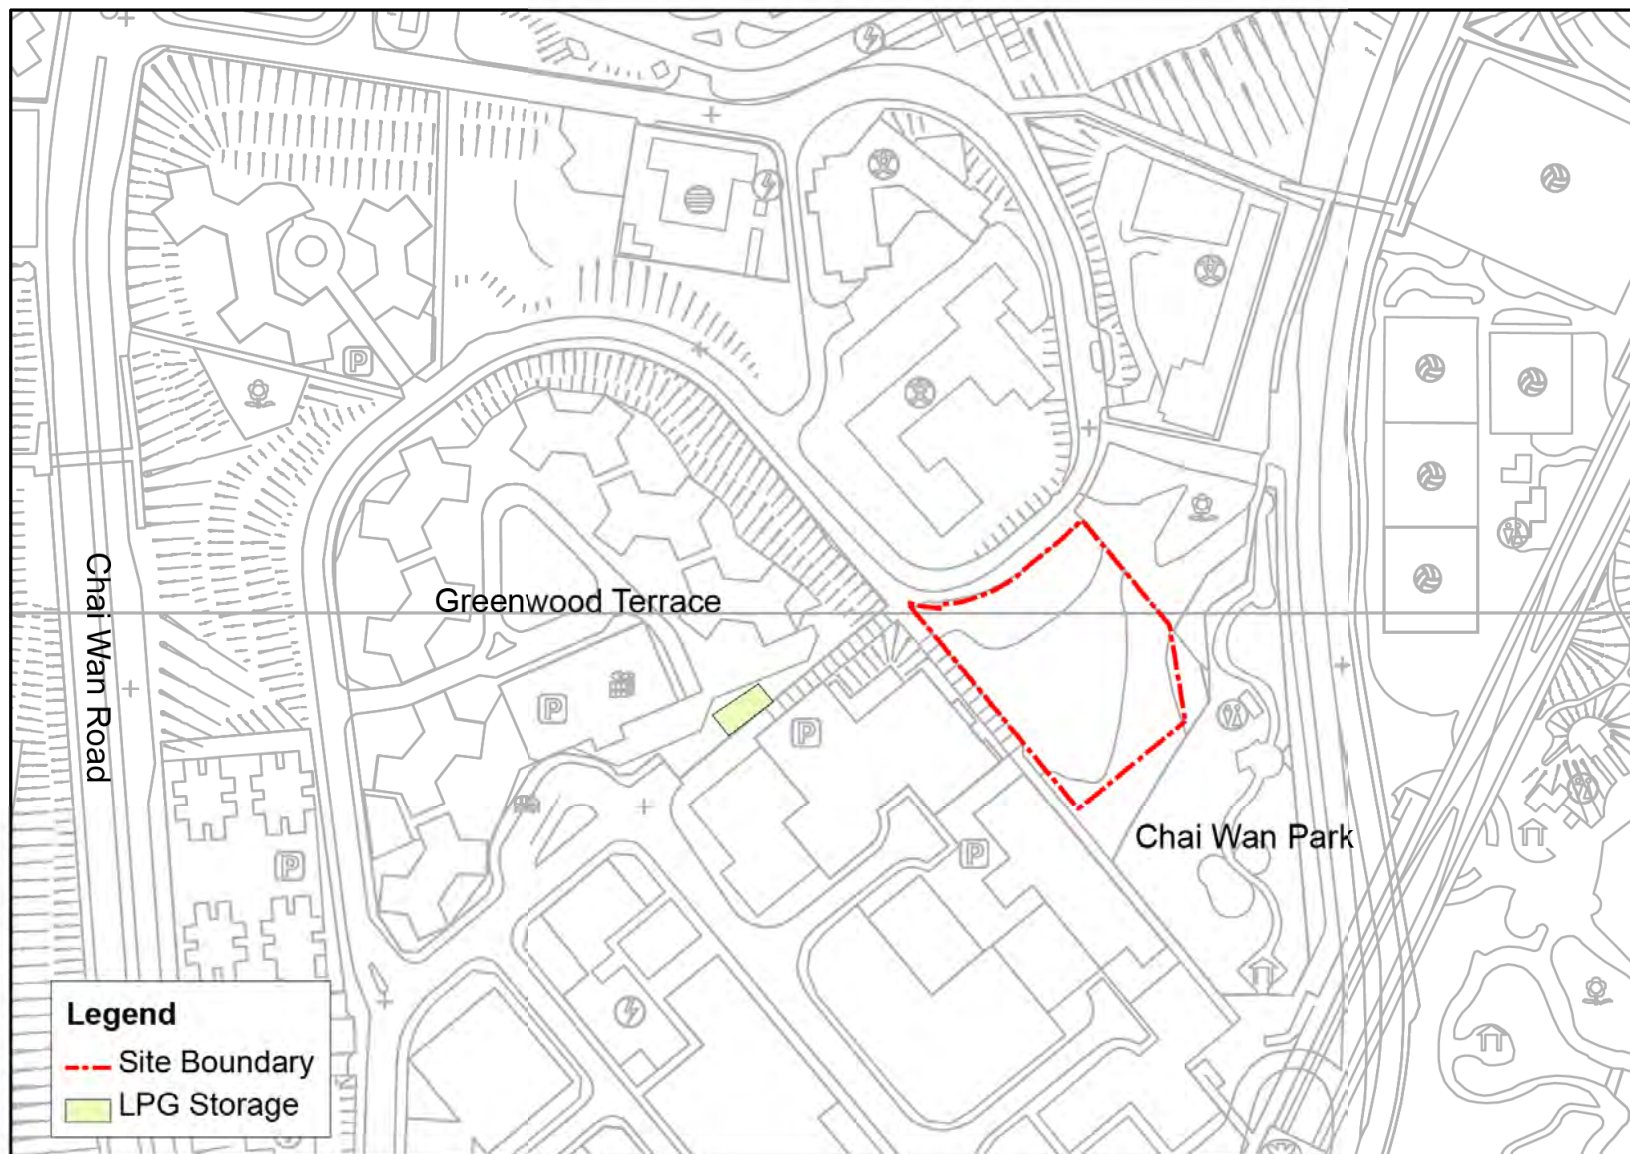 Chai Wan Road
Greenwood Terrace
P
P
P
P
P
Chai Wan Park
Legend
Site Boundary
LPG Storage